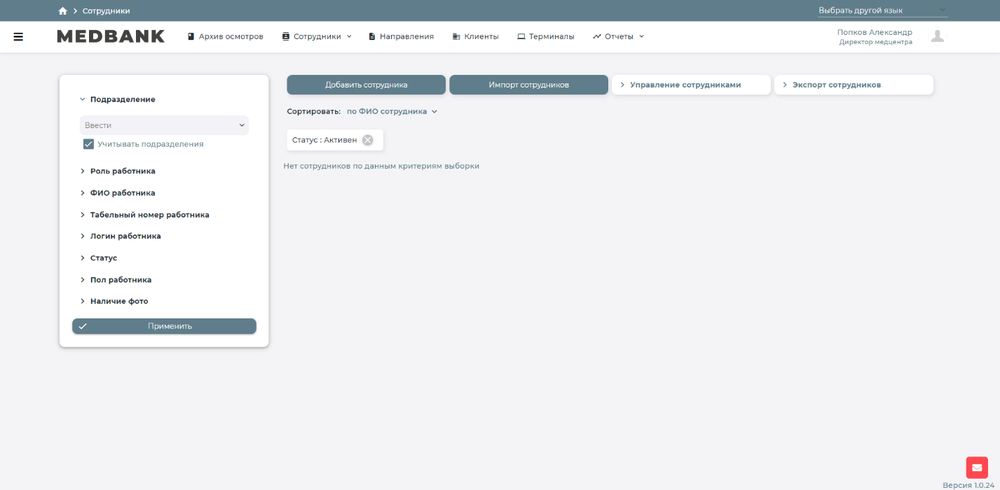 Сотрудники
Выбрать другой язык
MEDBANK
Архив осмотров
Сотрудники
Направления
Клиенты
Терминалы
Отчеты
Попков Александр
Директор медцентра
Подразделение
Ввести
Учитывать подразделения
Роль работника
ФИО работника
Табельный номер работника
Логин работника
Статус
Пол работника
Наличие фото
Применить
Добавить сотрудника
Импорт сотрудников
Управление сотрудниками
Экспорт сотрудников
Сортировать: по ФИО сотрудника
Статус : Активен
Нет сотрудников по данным критериям выборки
Версия 1.0.24